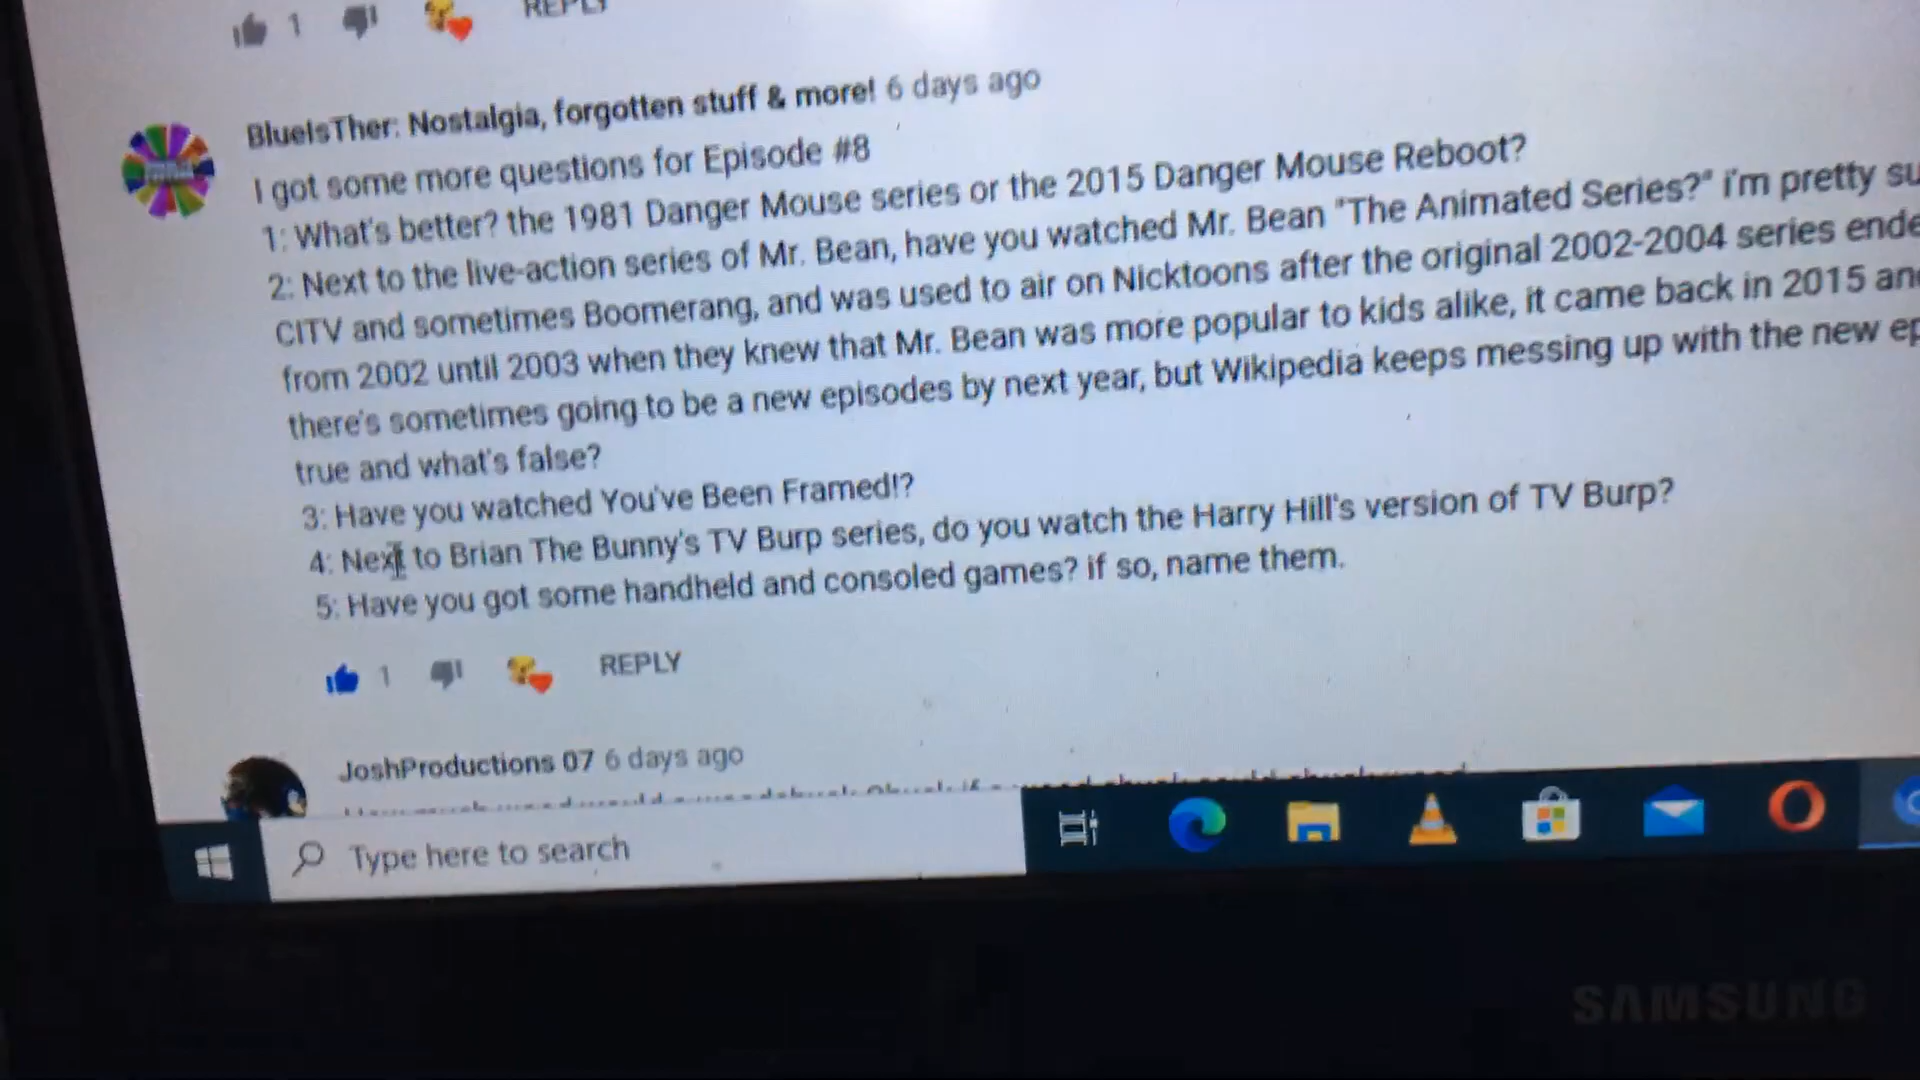 1 REPLY
BlueIsTher: Nostalgia, forgotten stuff & more! 6 days ago
I got some more questions for Episode #8
1: What's better? the 1981 Danger Mouse series or the 2015 Danger Mouse Reboot?
2: Next to the live-action series of Mr. Bean, have you watched Mr. Bean "The Animated Series?" i'm pretty su
CITV and sometimes Boomerang, and was used to air on Nicktoons after the original 2002-2004 series ende
from 2002 until 2003 when they knew that Mr. Bean was more popular to kids alike, it came back in 2015 and
there's sometimes going to be a new episodes by next year, but Wikipedia keeps messing up with the new ep
true and what's false?
3: Have you watched You've Been Framed!?
4: Next to Brian The Bunny's TV Burp series, do you watch the Harry Hill's version of TV Burp?
5: Have you got some handheld and consoled games? if so, name them.
1 REPLY
JoshProductions 07 6 days ago
Type here to search
SAMSUNG